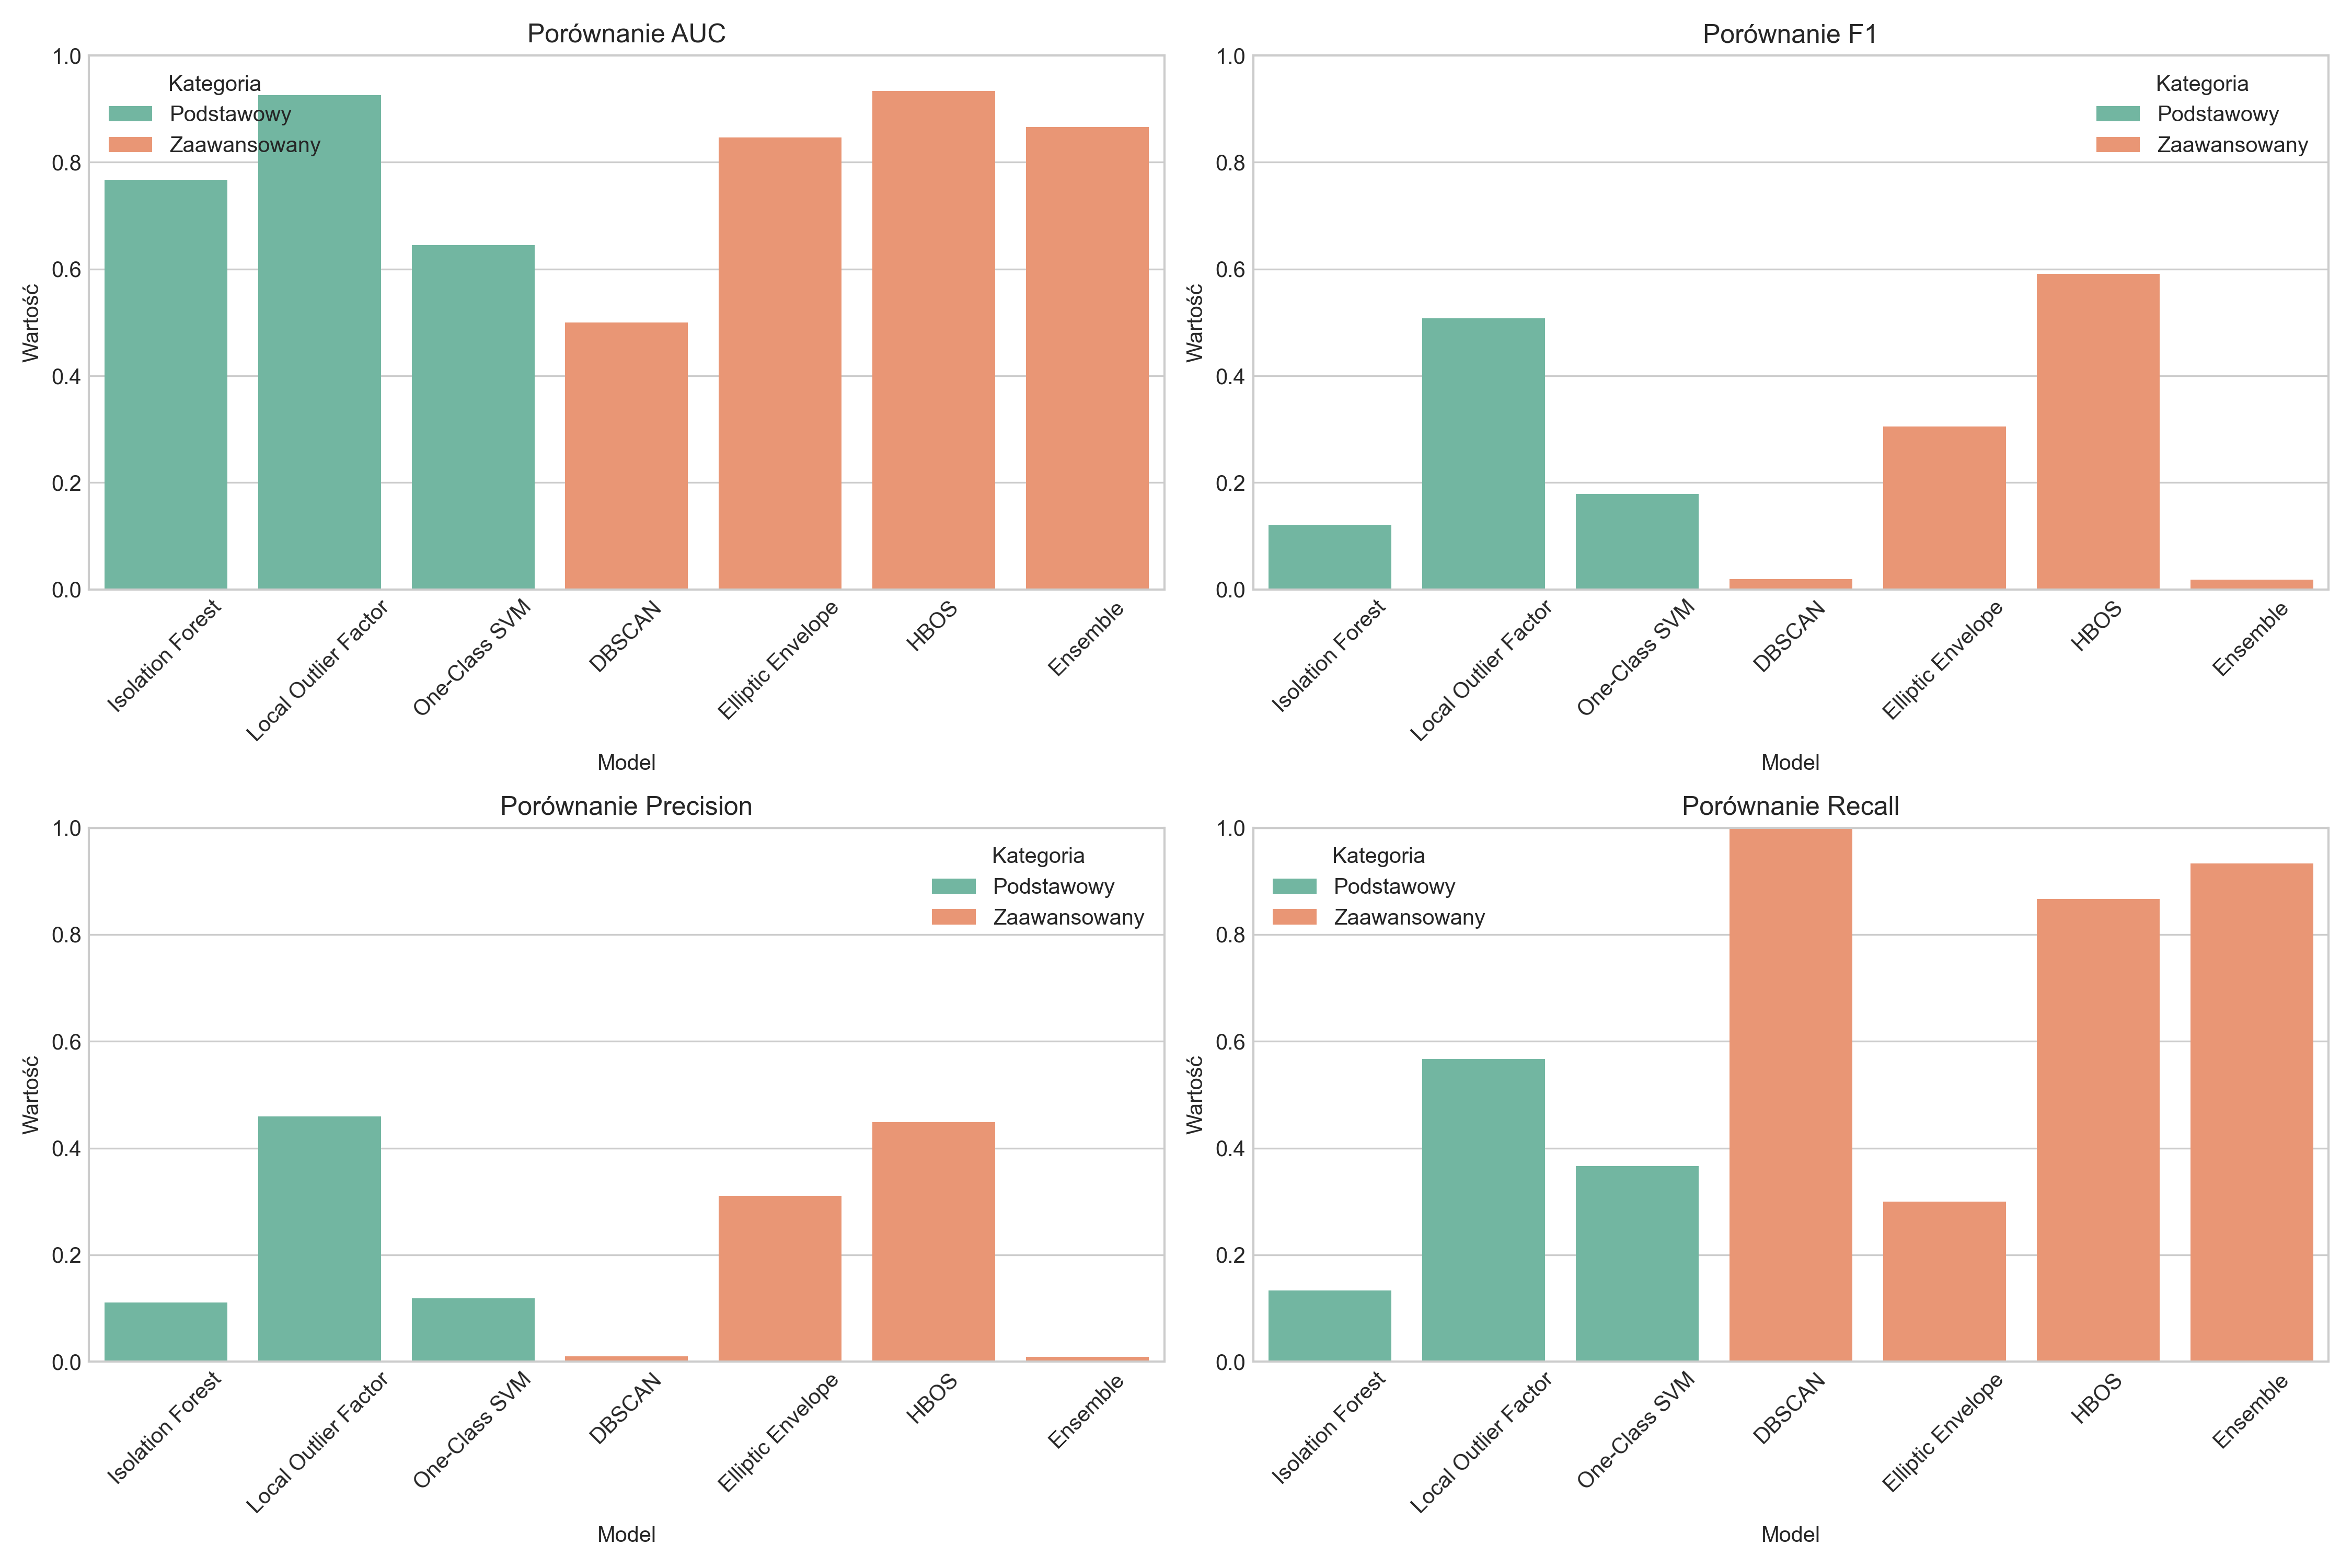 Porównanie AUC
Kategoria
Podstawowy
Zaawansowany
Wartość
1.0
0.8
0.6
0.4
0.2
0.0
Isolation Forest
Local Outlier Factor
One-Class SVM
DBSCAN
Elliptic Envelope
HBOS
Ensemble
Model
Porównanie F1
Kategoria
Podstawowy
Zaawansowany
Wartość
1.0
0.8
0.6
0.4
0.2
0.0
Isolation Forest
Local Outlier Factor
One-Class SVM
DBSCAN
Elliptic Envelope
HBOS
Ensemble
Model
Porównanie Precision
Kategoria
Podstawowy
Zaawansowany
Wartość
1.0
0.8
0.6
0.4
0.2
0.0
Isolation Forest
Local Outlier Factor
One-Class SVM
DBSCAN
Elliptic Envelope
HBOS
Ensemble
Model
Porównanie Recall
Kategoria
Podstawowy
Zaawansowany
Wartość
1.0
0.8
0.6
0.4
0.2
0.0
Isolation Forest
Local Outlier Factor
One-Class SVM
DBSCAN
Elliptic Envelope
HBOS
Ensemble
Model